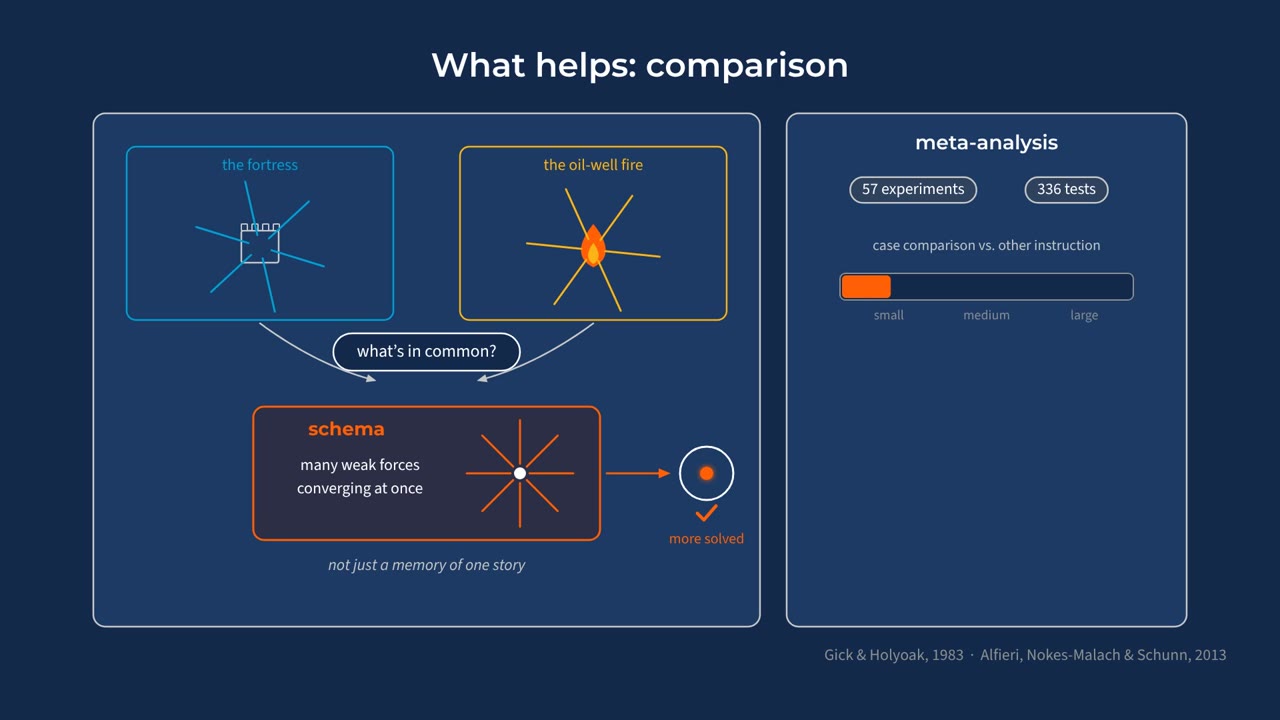 What helps: comparison
the fortress
the oil-well fire
what's in common?
schema
many weak forces
converging at once
more solved
not just a memory of one story
meta-analysis
57 experiments
336 tests
case comparison vs. other instruction
small
medium
large
Gick & Holyoak, 1983 · Alfieri, Nokes-Malach & Schunn, 2013